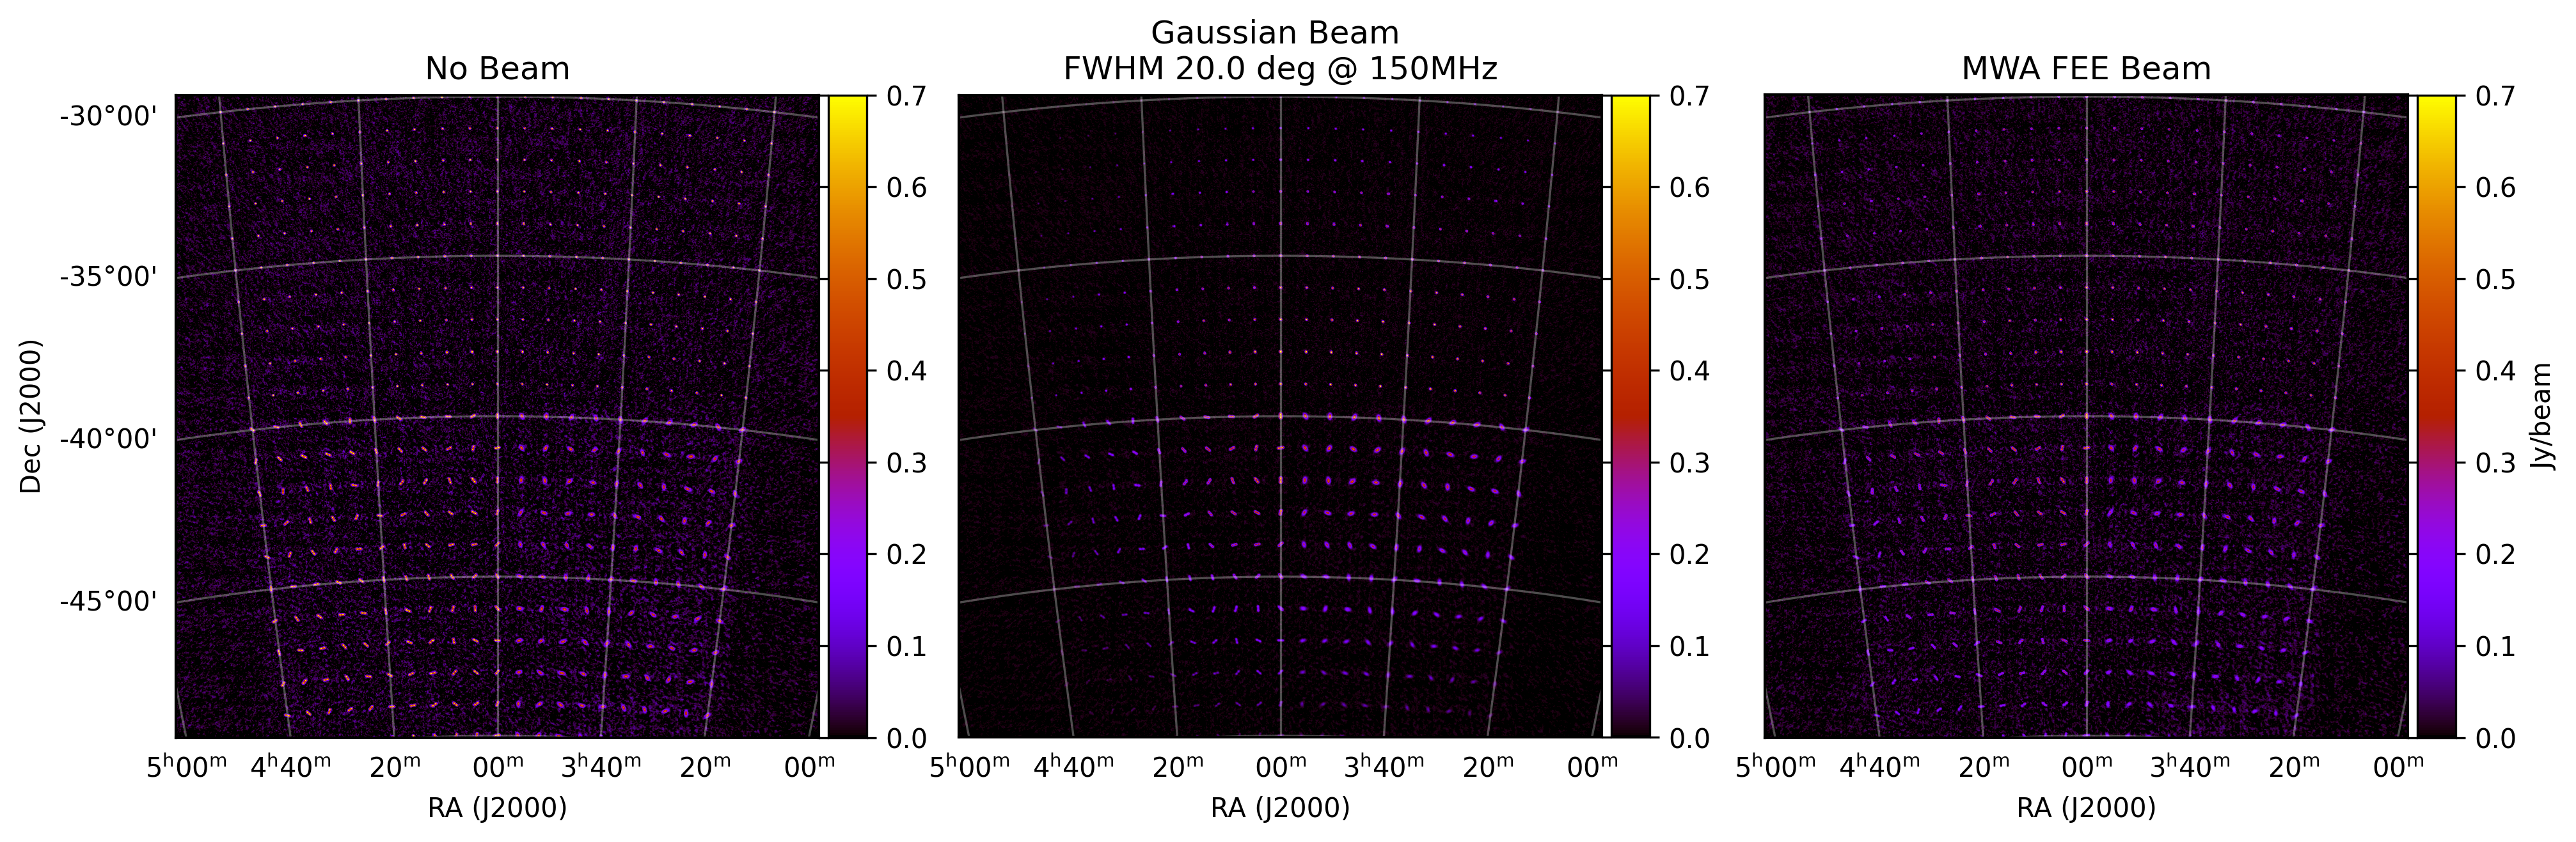 No Beam
Gaussian Beam
FWHM 20.0 deg @ 150MHz
MWA FEE Beam
Dec (J2000)
-30°00'
-35°00'
-40°00'
-45°00'
0.7
0.6
0.5
0.4
0.3
0.2
0.1
0.0
0.7
0.6
0.5
0.4
0.3
0.2
0.1
0.0
0.7
0.6
0.5
0.4
0.3
0.2
0.1
0.0
Jy/beam
5ʰ00ᵐ 4ʰ40ᵐ 20ᵐ 00ᵐ 3ʰ40ᵐ 20ᵐ 00ᵐ
5ʰ00ᵐ 4ʰ40ᵐ 20ᵐ 00ᵐ 3ʰ40ᵐ 20ᵐ 00ᵐ
5ʰ00ᵐ 4ʰ40ᵐ 20ᵐ 00ᵐ 3ʰ40ᵐ 20ᵐ 00ᵐ
RA (J2000)
RA (J2000)
RA (J2000)